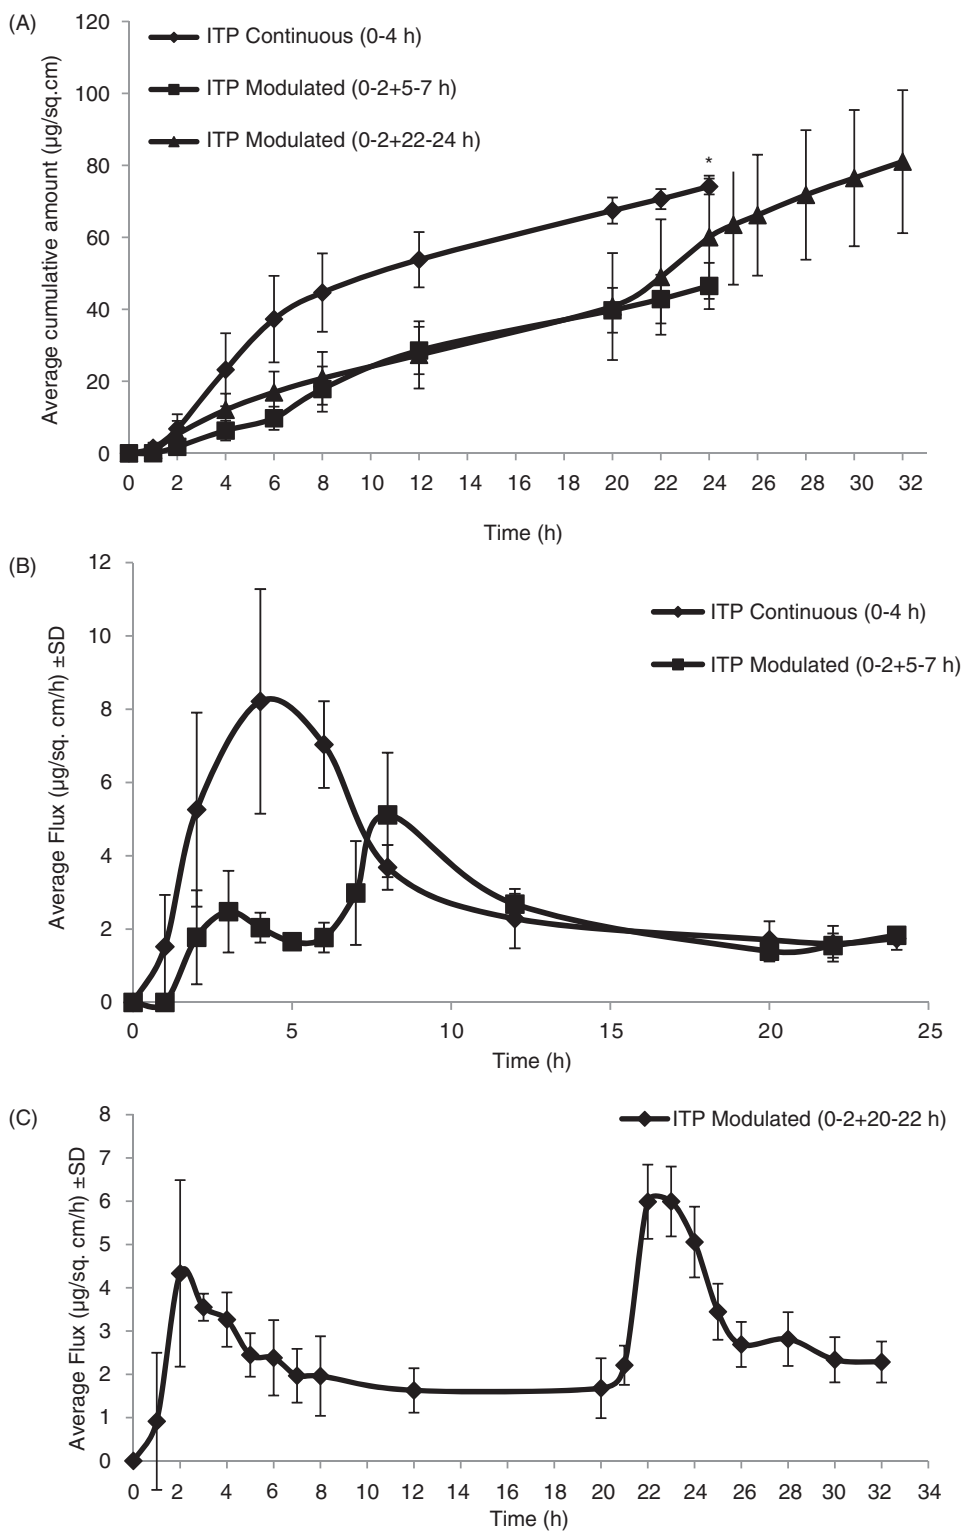 (A)
Average cumulative amount (µg/sq.cm)
120
100
80
60
40
20
0
ITP Continuous (0-4 h)
ITP Modulated (0-2+5-7 h)
ITP Modulated (0-2+22-24 h)
*
0 2 4 6 8 10 12 14 16 18 20 22 24 26 28 30 32
Time (h)
(B)
Average Flux (µg/sq. cm/h) ±SD
12
10
8
6
4
2
0
ITP Continuous (0-4 h)
ITP Modulated (0-2+5-7 h)
0 5 10 15 20 25
Time (h)
(C)
Average Flux (µg/sq. cm/h) ±SD
8
7
6
5
4
3
2
1
0
ITP Modulated (0-2+20-22 h)
0 2 4 6 8 10 12 14 16 18 20 22 24 26 28 30 32 34
Time (h)